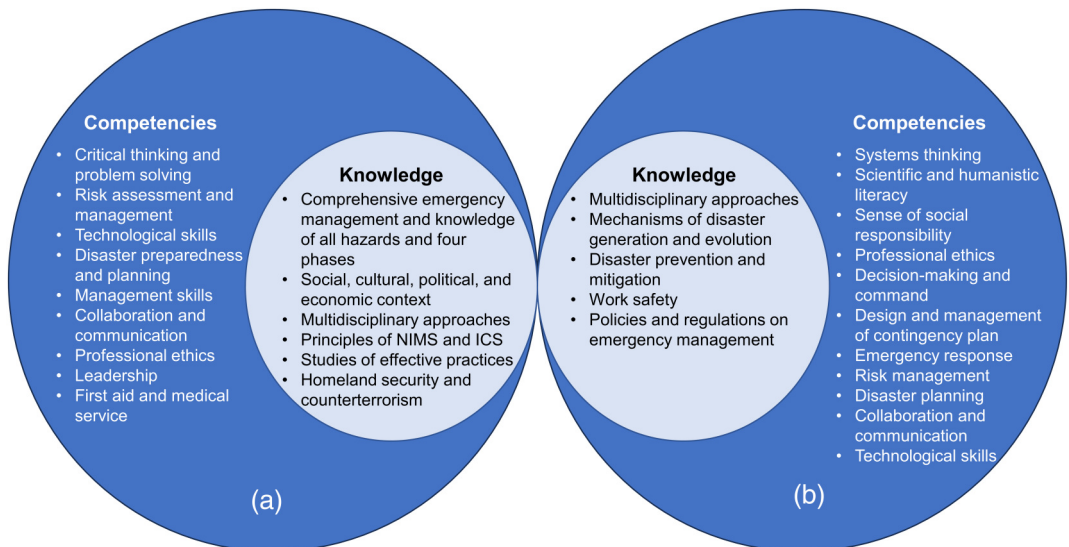 Competencies
• Critical thinking and
problem solving
• Risk assessment and
management
• Technological skills
• Disaster preparedness
and planning
• Management skills
• Collaboration and
communication
• Professional ethics
• Leadership
• First aid and medical
service
Knowledge
• Comprehensive emergency
management and knowledge
of all hazards and four
phases
• Social, cultural, political, and
economic context
• Multidisciplinary approaches
• Principles of NIMS and ICS
• Studies of effective practices
• Homeland security and
counterterrorism
(a)
Knowledge
• Multidisciplinary approaches
• Mechanisms of disaster
generation and evolution
• Disaster prevention and
mitigation
• Work safety
• Policies and regulations on
emergency management
Competencies
• Systems thinking
• Scientific and humanistic
literacy
• Sense of social
responsibility
• Professional ethics
• Decision-making and
command
• Design and management
of contingency plan
• Emergency response
• Risk management
• Disaster planning
• Collaboration and
communication
• Technological skills
(b)